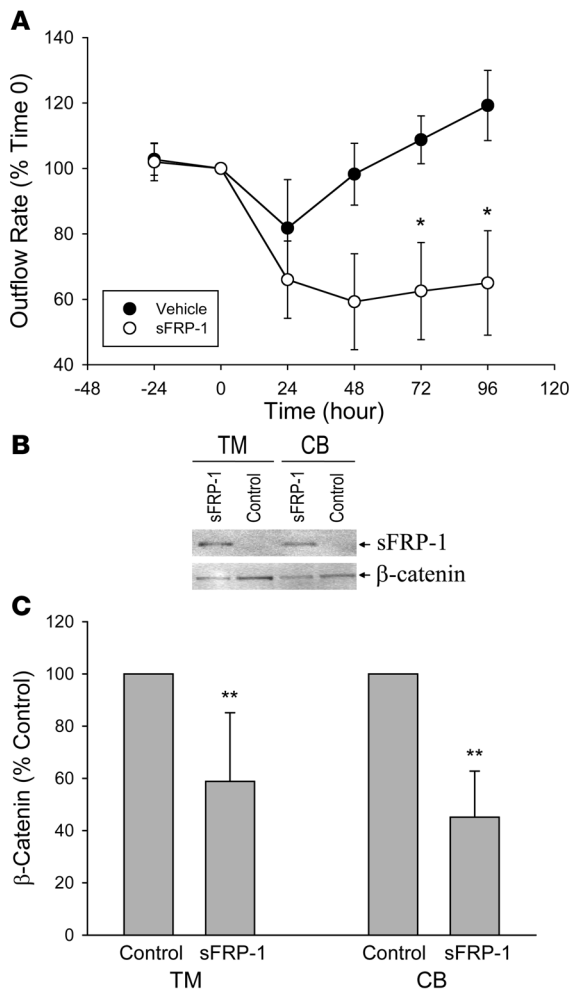 A
140
120
100
80
60
40
Outflow Rate (% Time 0)
*
*
Vehicle
sFRP-1
-48
-24
0
24
48
72
96
120
Time (hour)
B
TM
CB
sFRP-1
Control
sFRP-1
Control
sFRP-1
β-catenin
C
120
100
80
60
40
20
0
β-Catenin (% Control)
**
**
Control
sFRP-1
Control
sFRP-1
TM
CB